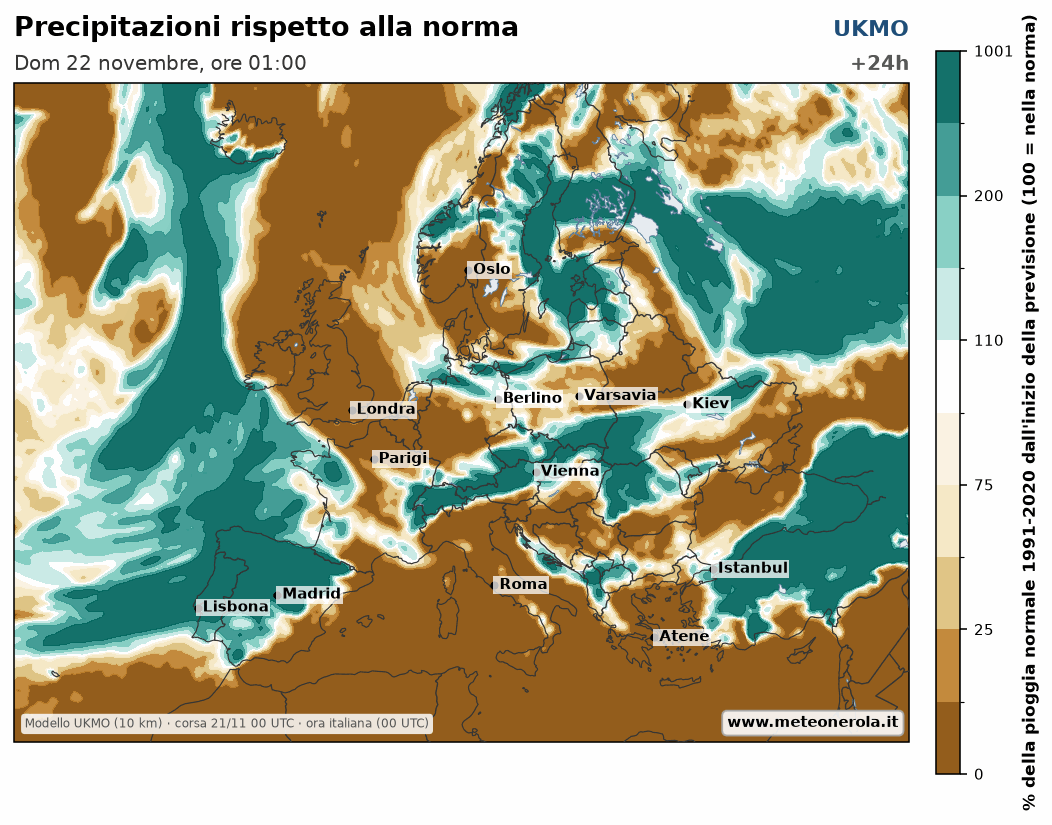 Precipitazioni rispetto alla norma
UKMO
Dom 22 novembre, ore 01:00
+24h
1001
200
110
75
25
0
% della pioggia normale 1991-2020 dall'inizio della previsione (100 = nella norma)
Oslo
Berlino
Varsavia
Kiev
Londra
Parigi
Vienna
Istanbul
Roma
Madrid
Lisbona
Atene
Modello UKMO (10 km) · corsa 21/11 00 UTC · ora italiana (00 UTC)
www.meteonerola.it